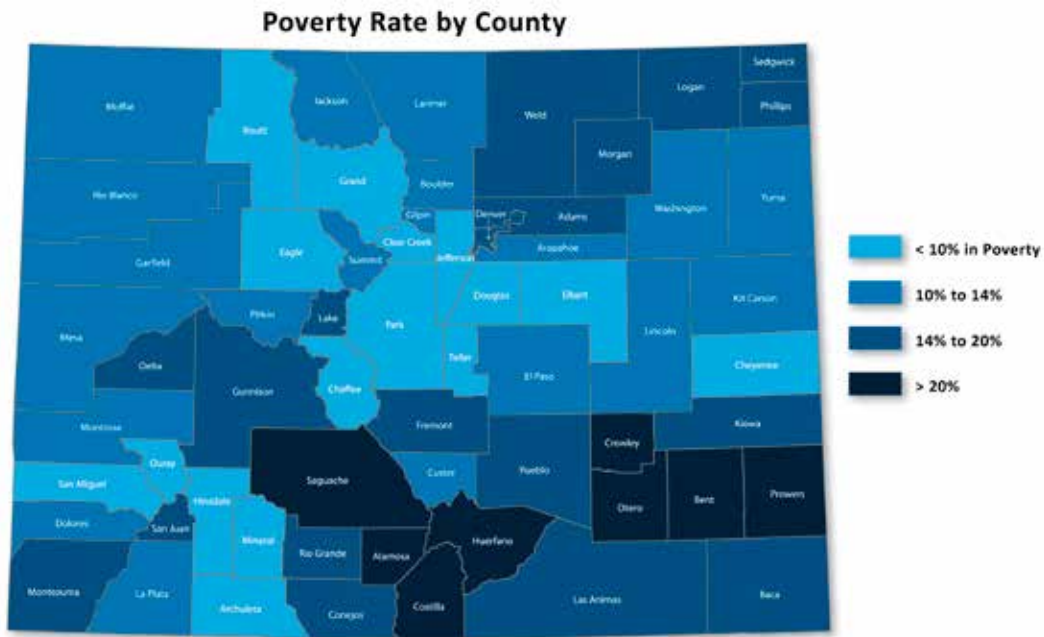 Poverty Rate by County
Moffat
Routt
Jackson
Larimer
Weld
Logan
Sedgwick
Phillips
Morgan
Rio Blanco
Grand
Boulder
Gilpin
Denver
Adams
Washington
Yuma
Garfield
Eagle
Summit
Clear Creek
Jefferson
Arapahoe
Douglas
Elbert
Kit Carson
Mesa
Pitkin
Lake
Park
Teller
Lincoln
Cheyenne
Delta
Gunnison
Chaffee
El Paso
Montrose
Fremont
Kiowa
Ouray
Crowley
San Miguel
Saguache
Custer
Pueblo
Otero
Bent
Prowers
Hinsdale
Dolores
San Juan
Mineral
Rio Grande
Alamosa
Huerfano
Montezuma
La Plata
Archuleta
Conejos
Costilla
Las Animas
Baca
< 10% in Poverty
10% to 14%
14% to 20%
> 20%